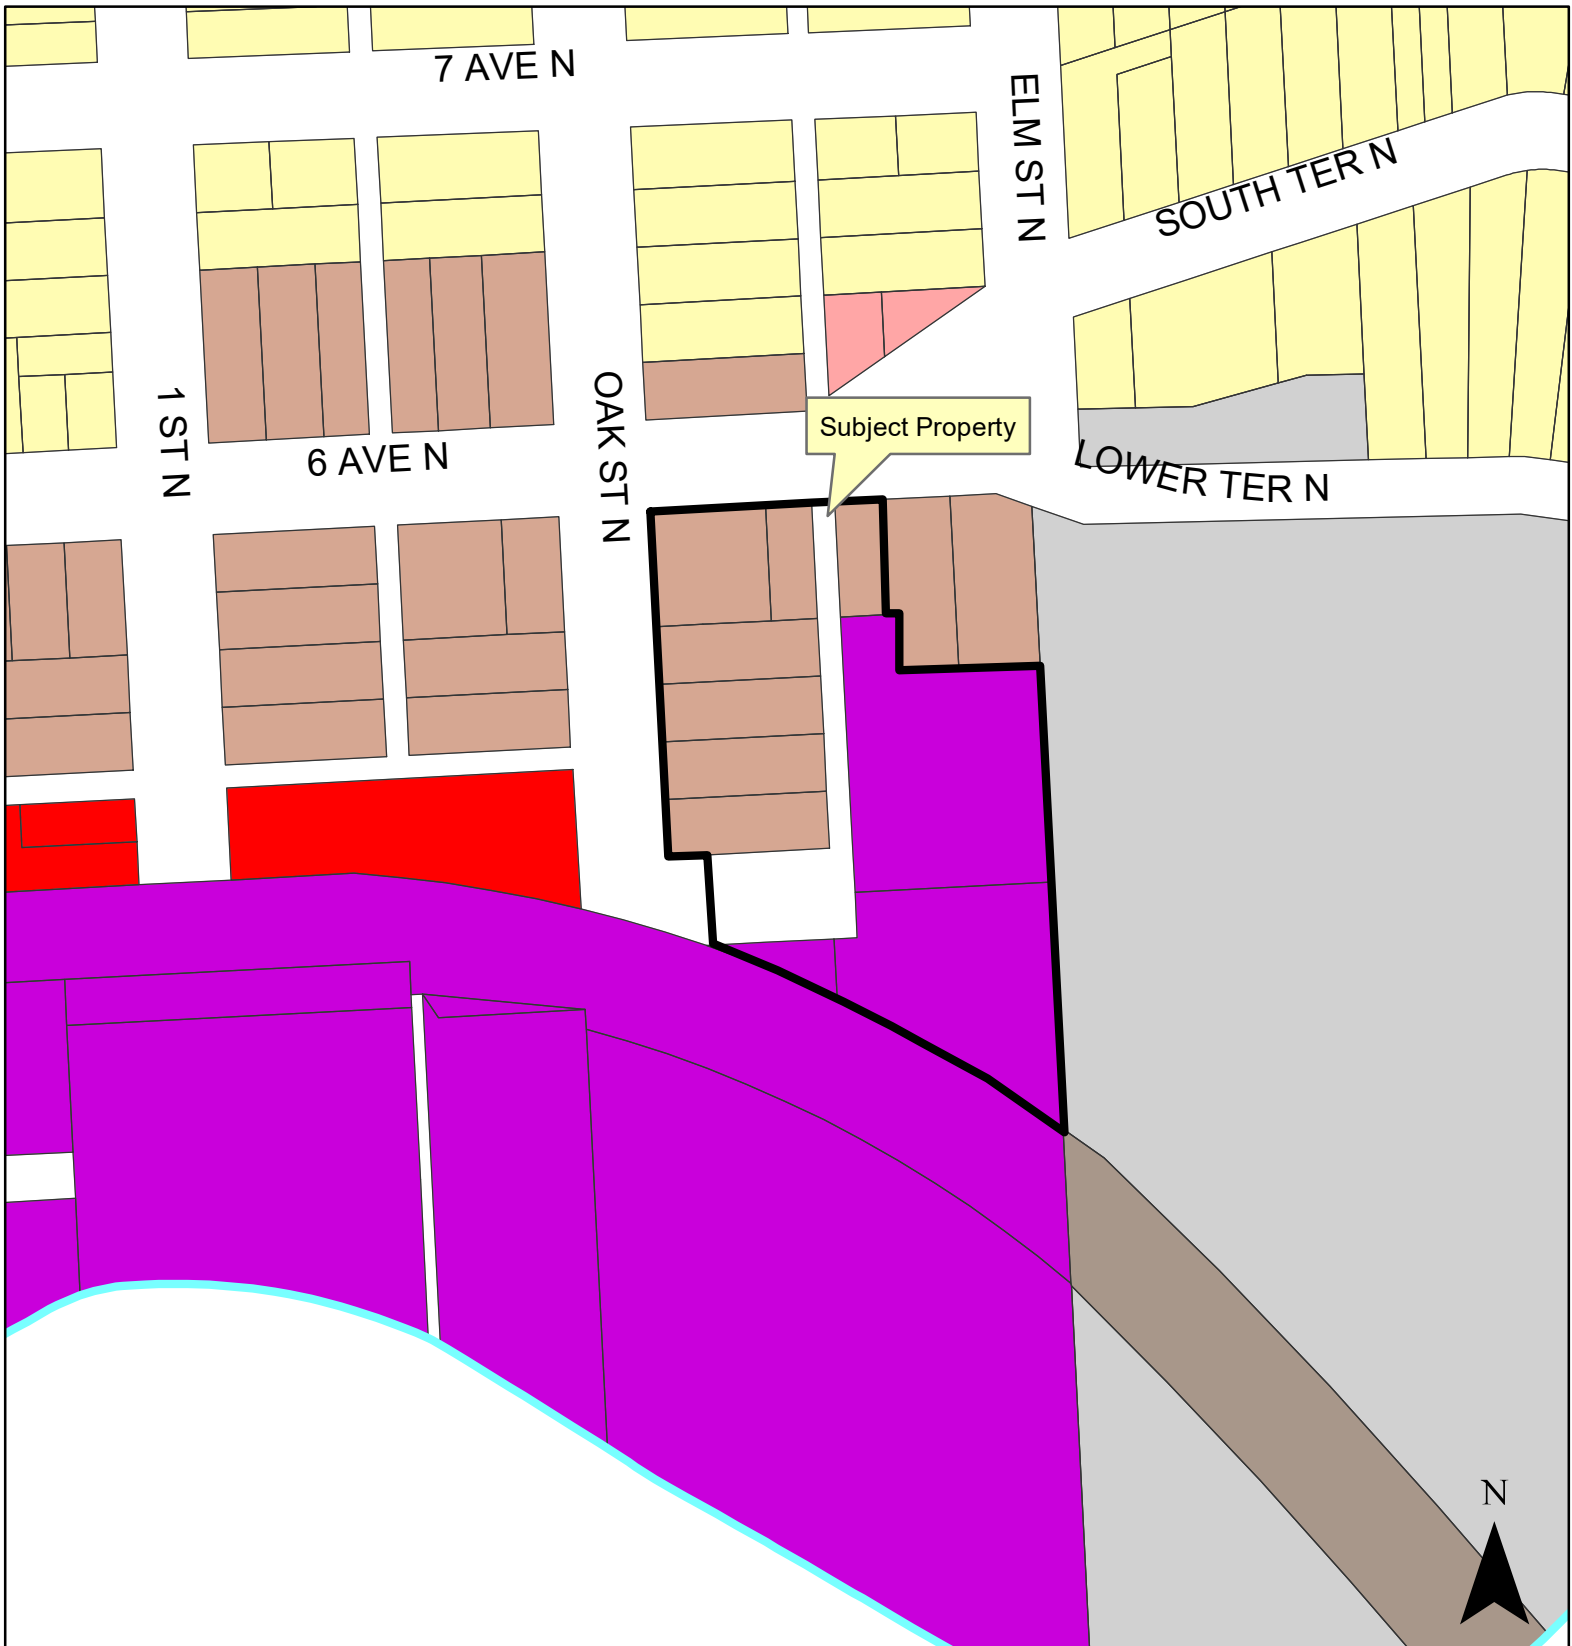 7 AVE N
ELM ST N
SOUTH TER N
1 ST N
OAK ST N
6 AVE N
Subject Property
LOWER TER N
N